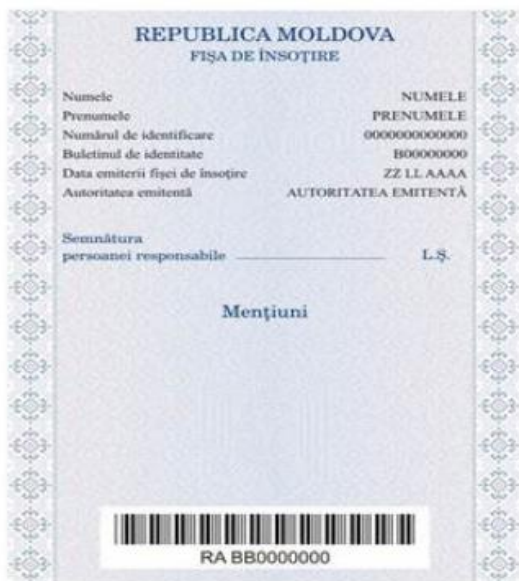 REPUBLICA MOLDOVA
FIȘA DE ÎNSOȚIRE
Numele NUMELE
Prenumele PRENUMELE
Numărul de identificare 0000000000000
Buletinul de identitate B00000000
Data emiterii fișei de însoțire ZZ LL AAAA
Autoritatea emitentă AUTORITATEA EMITENTĂ
Semnătura
persoanei responsabile L.Ș.
Mențiuni
RA BB0000000